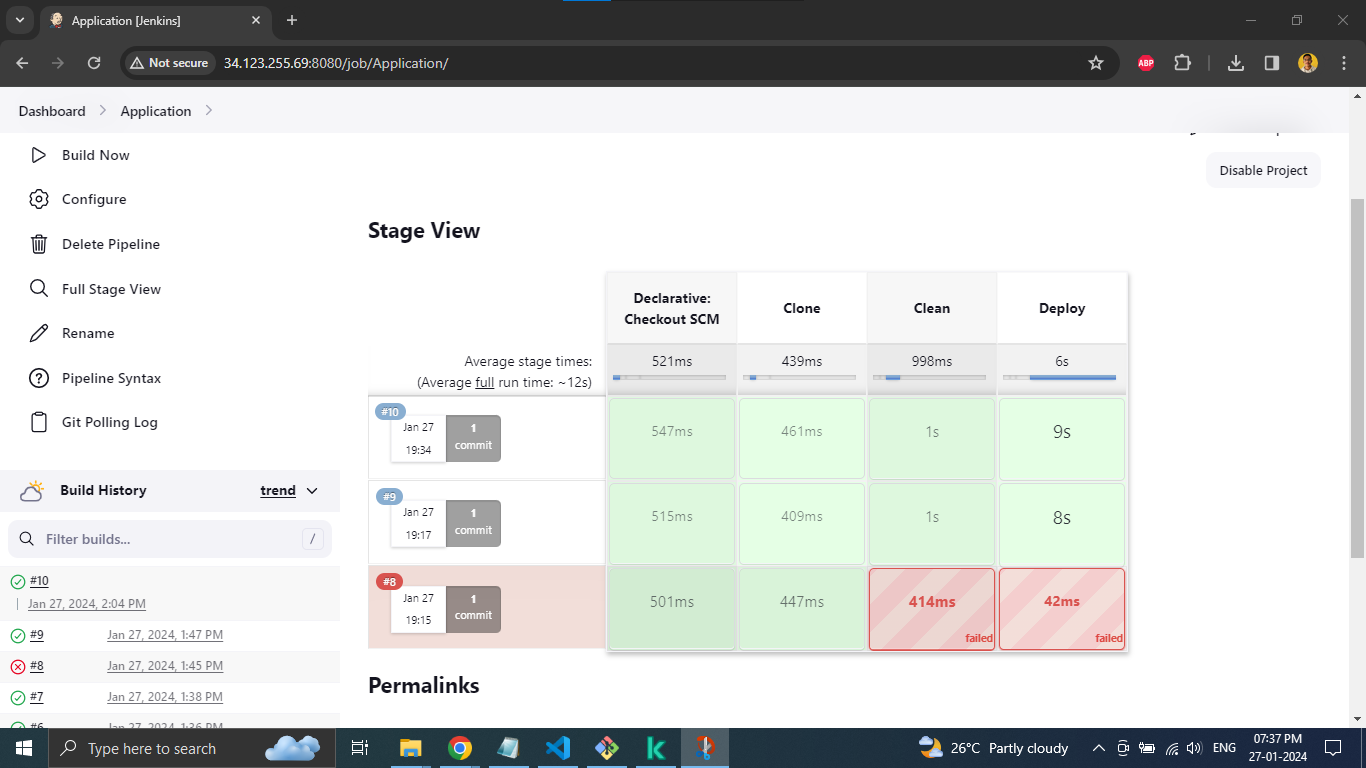 Application [Jenkins]
Not secure
34.123.255.69:8080/job/Application/
ABP
Dashboard
Application
Build Now
Configure
Delete Pipeline
Full Stage View
Rename
Pipeline Syntax
Git Polling Log
Build History
trend
Filter builds...
/
#10
Jan 27, 2024, 2:04 PM
#9 Jan 27, 2024, 1:47 PM
#8 Jan 27, 2024, 1:45 PM
#7 Jan 27, 2024, 1:38 PM
#6 Jan 27, 2024, 1:36 PM
Disable Project
Stage View
Declarative:
Checkout SCM
Clone
Clean
Deploy
Average stage times:
(Average full run time: ~12s)
521ms
439ms
998ms
6s
#10
Jan 27
19:34
1
commit
547ms
461ms
1s
9s
#9
Jan 27
19:17
1
commit
515ms
409ms
1s
8s
#8
Jan 27
19:15
1
commit
501ms
447ms
414ms
failed
42ms
failed
Permalinks
Type here to search
26°C Partly cloudy
ENG
07:37 PM
27-01-2024